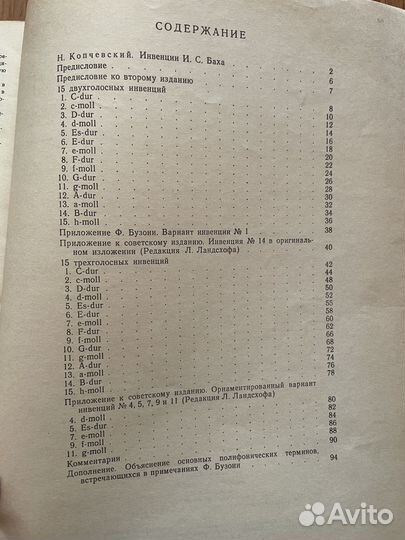 СОДЕРЖАНИЕ
Н. Копчевский. Инвенции И. С. Баха 2
Предисловие 6
Предисловие ко второму изданию 7
15 двухголосных инвенций
1. C-dur 8
2. c-moll 10
3. D-dur 12
4. d-moll 14
5. Es-dur 16
6. E-dur 18
7. e-moll 20
8. F-dur 22
9. f-moll 24
10. G-dur 26
11. g-moll 28
12. A-dur 30
13. a-moll 32
14. B-dur 34
15. h-moll 36
Приложение Ф. Бузони. Вариант инвенции № 1 38
Приложение к советскому изданию. Инвенция № 14 в оригиналь-
ном изложении (Редакция Л. Ландсхофа) 40
15 трехголосных инвенций
1. C-dur 42
2. c-moll 44
3. D-dur 48
4. d-moll 50
5. Es-dur 52
6. E-dur 55
7. e-moll 58
8. F-dur 60
9. f-moll 62
10. G-dur 66
11. g-moll 68
12. A-dur 72
13. a-moll 74
14. B-dur 76
15. h-moll 78
Приложение к советскому изданию. Орнаментированный вариант
инвенций № 4, 5, 7, 9 и 11 (Редакция Л. Ландсхофа)
4. d-moll 80
5. Es-dur 82
7. e-moll 84
9. f-moll 86
11. g-moll 88
Комментарии 90
Дополнение. Объяснение основных полифонических терминов,
встречающихся в примечаниях Ф. Бузони 94
Avito